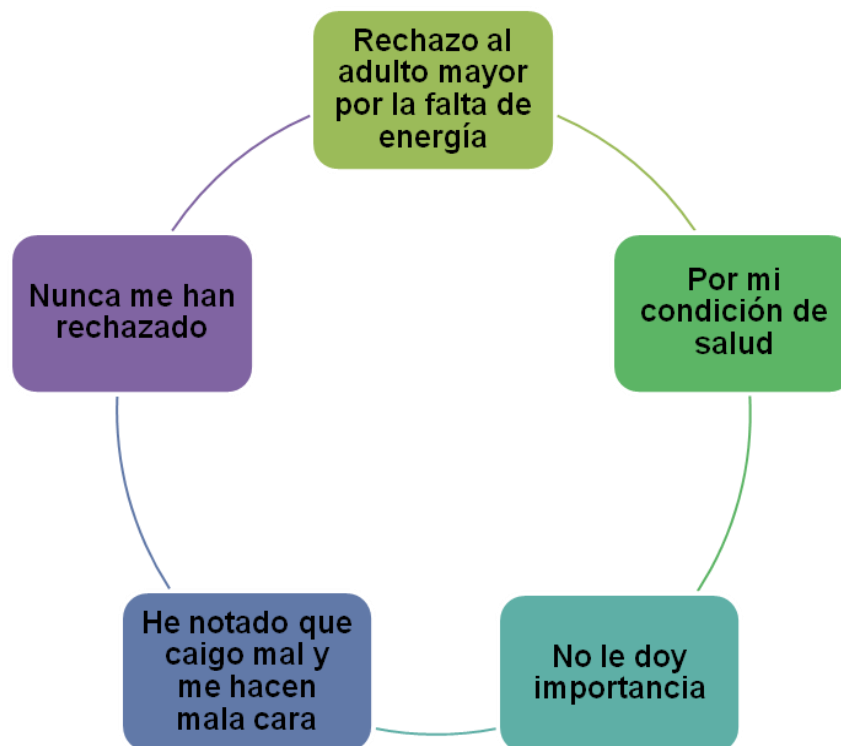 Rechazo al
adulto mayor
por la falta de
energía
Por mi
condición de
salud
No le doy
importancia
He notado que
caigo mal y
me hacen
mala cara
Nunca me han
rechazado